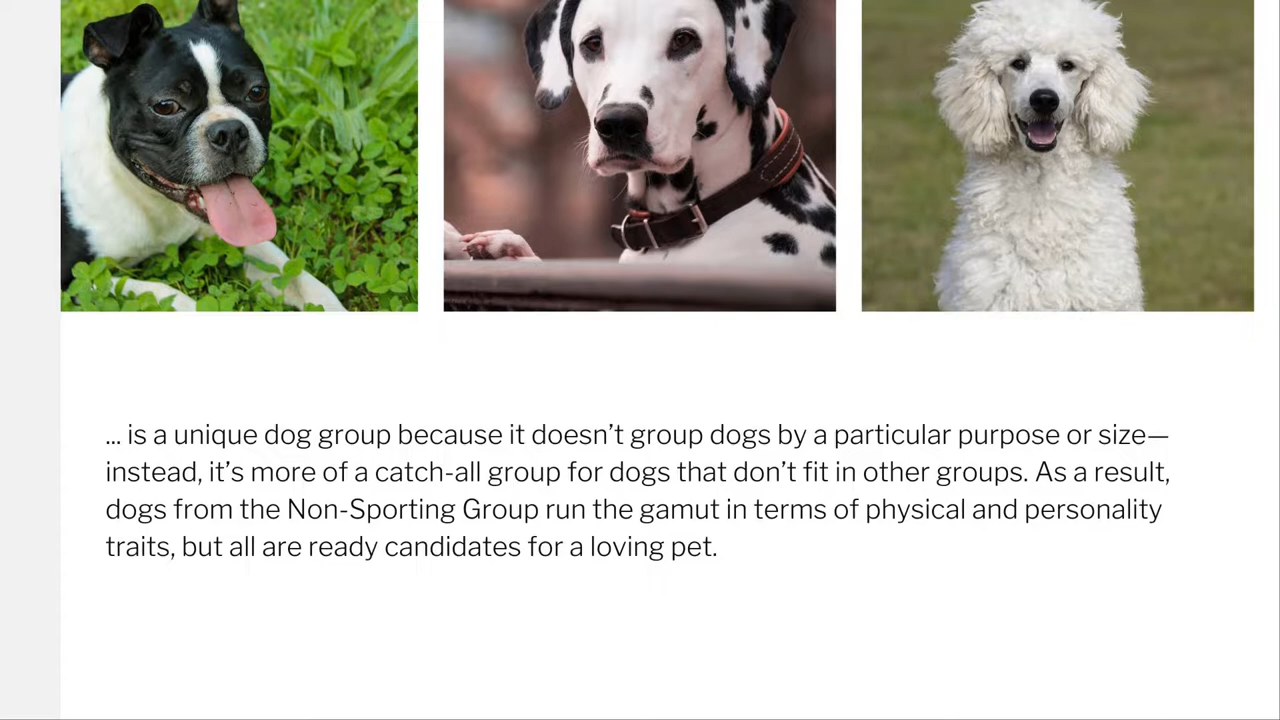 ... is a unique dog group because it doesn’t group dogs by a particular purpose or size—
instead, it’s more of a catch-all group for dogs that don’t fit in other groups. As a result,
dogs from the Non-Sporting Group run the gamut in terms of physical and personality
traits, but all are ready candidates for a loving pet.